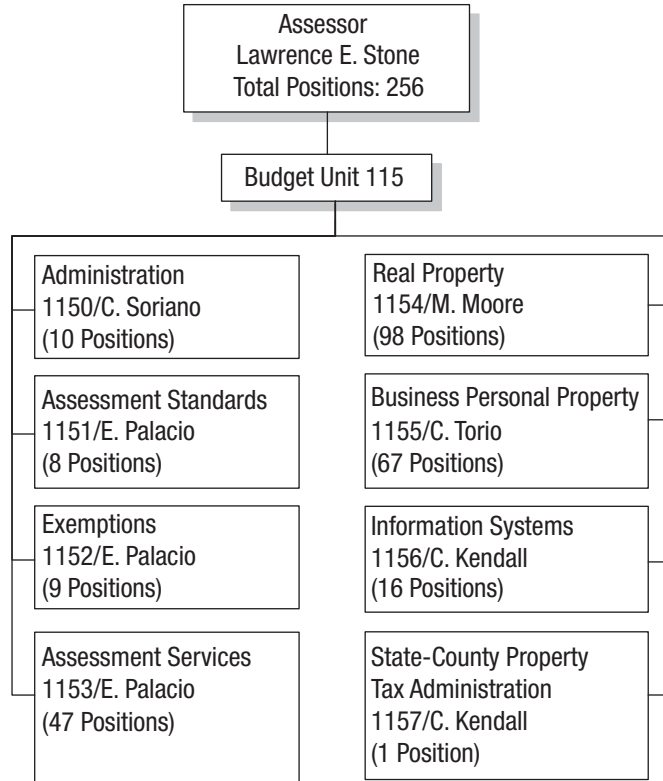 Assessor
Lawrence E. Stone
Total Positions: 256
Budget Unit 115
Administration
1150/C. Soriano
(10 Positions)
Assessment Standards
1151/E. Palacio
(8 Positions)
Exemptions
1152/E. Palacio
(9 Positions)
Assessment Services
1153/E. Palacio
(47 Positions)
Real Property
1154/M. Moore
(98 Positions)
Business Personal Property
1155/C. Torio
(67 Positions)
Information Systems
1156/C. Kendall
(16 Positions)
State-County Property
Tax Administration
1157/C. Kendall
(1 Position)